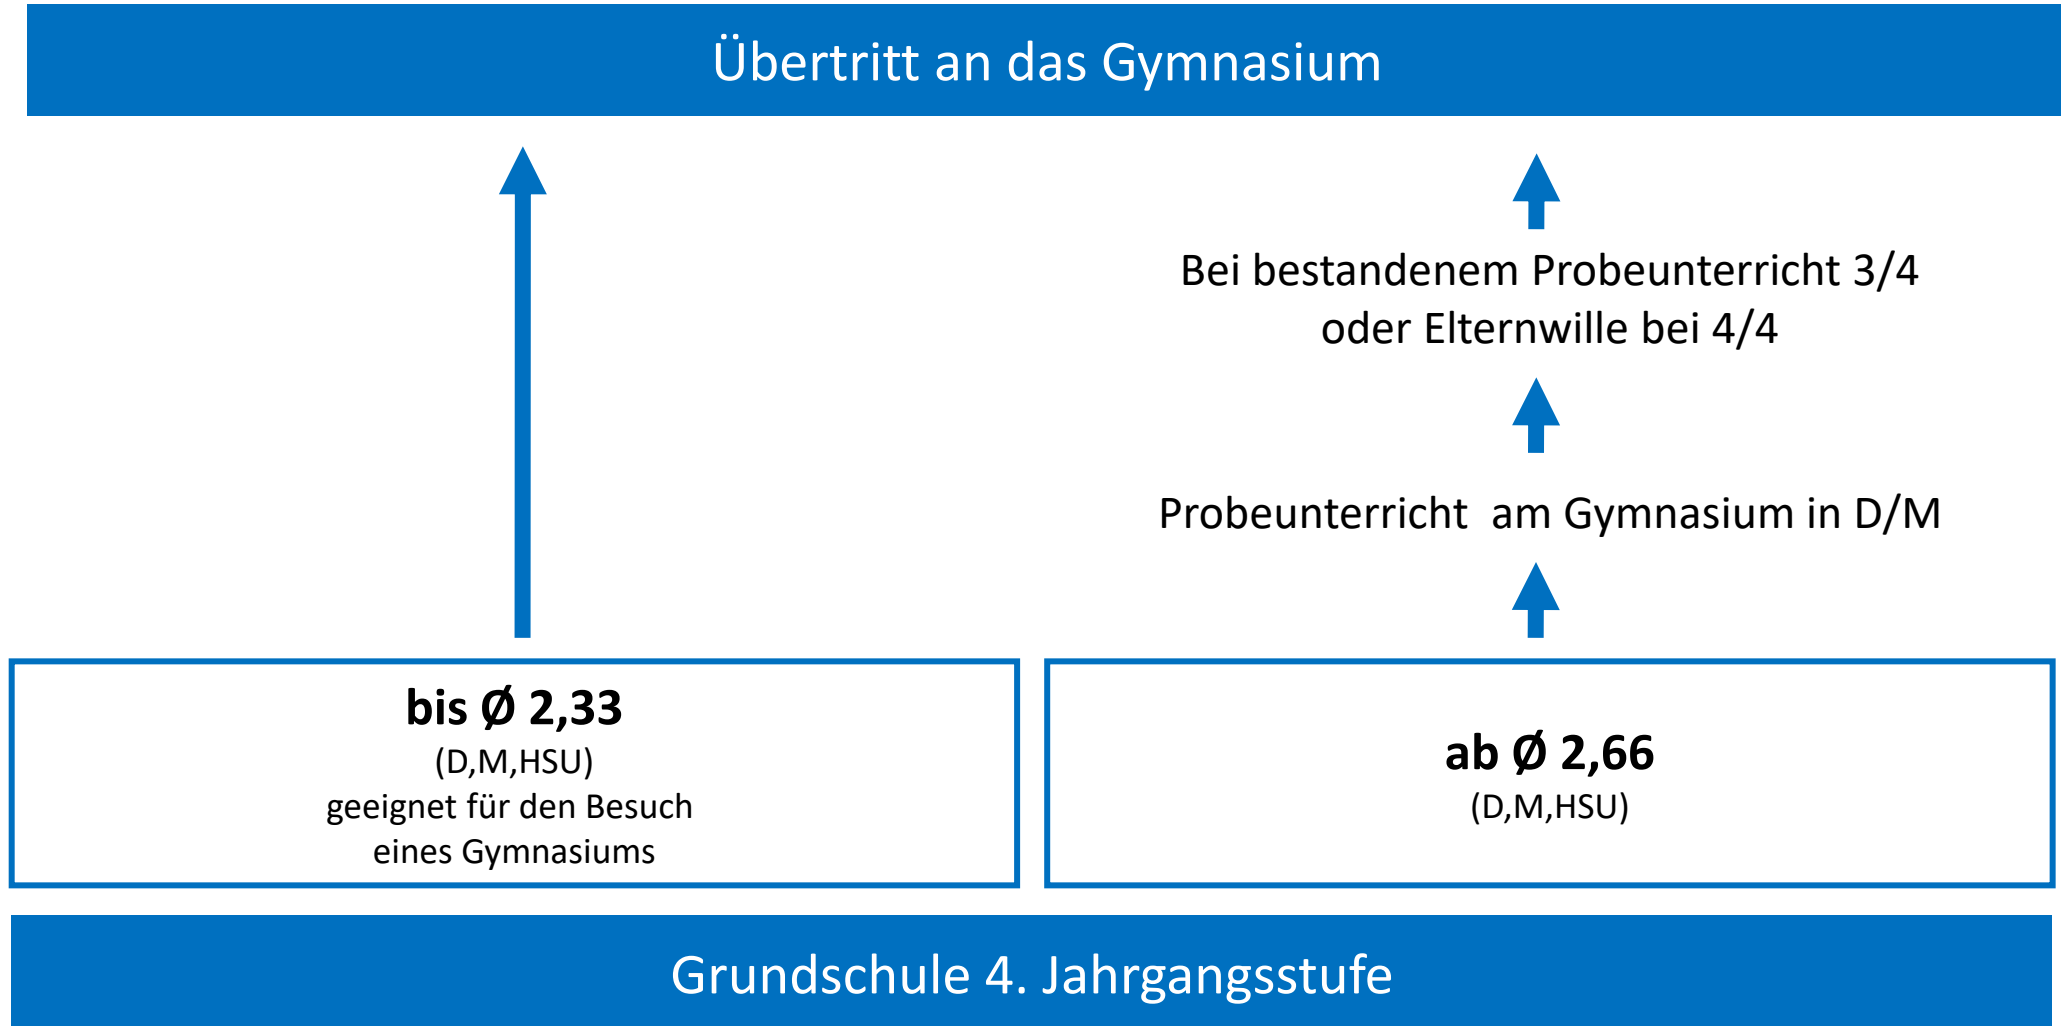 Übertritt an das Gymnasium
Bei bestandenem Probeunterricht 3/4
oder Elternwille bei 4/4
Probeunterricht am Gymnasium in D/M
bis Ø 2,33
(D,M,HSU)
geeignet für den Besuch
eines Gymnasiums
ab Ø 2,66
(D,M,HSU)
Grundschule 4. Jahrgangsstufe